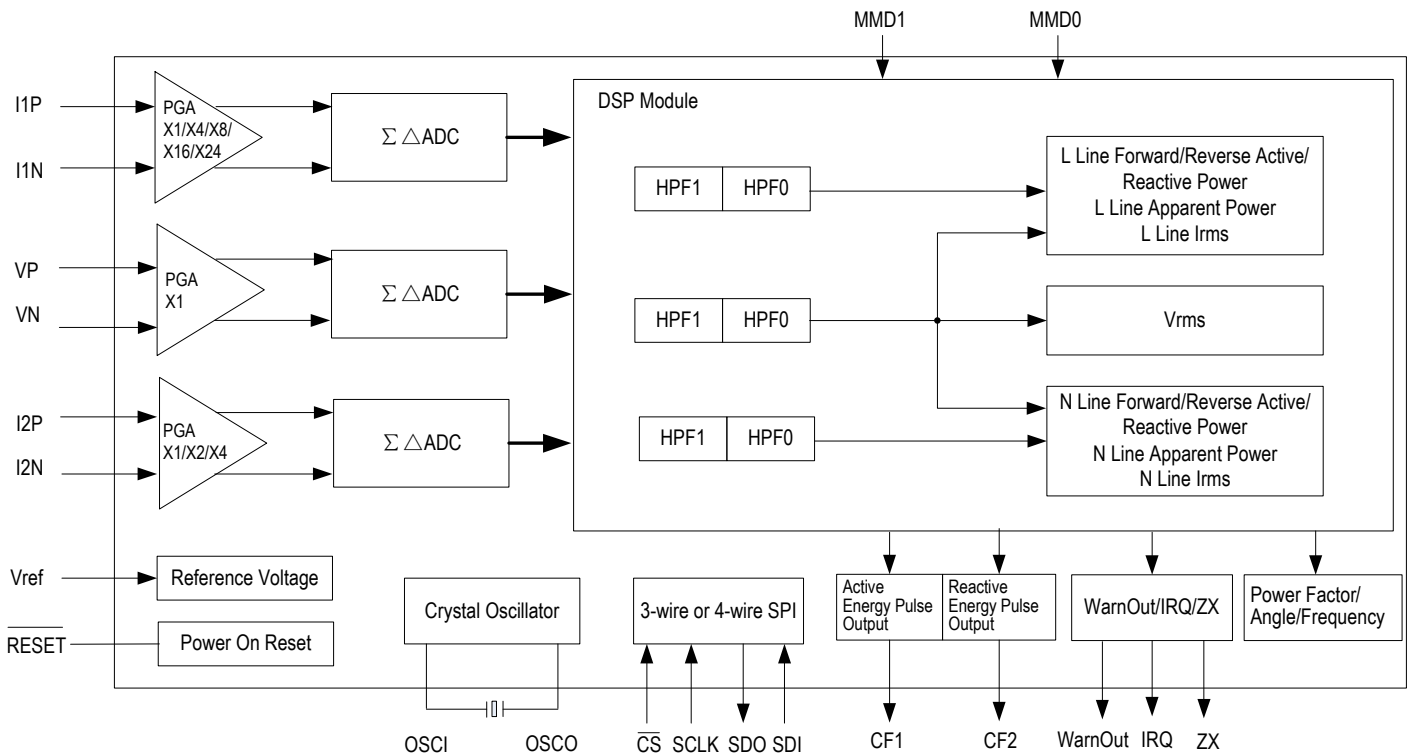 MMD1
MMD0
I1P
I1N
PGA
X1/X4/X8/
X16/X24
Σ △ADC
DSP Module
HPF1
HPF0
L Line Forward/Reverse Active/
Reactive Power
L Line Apparent Power
L Line Irms
VP
VN
PGA
X1
Σ △ADC
HPF1
HPF0
Vrms
I2P
I2N
PGA
X1/X2/X4
Σ △ADC
HPF1
HPF0
N Line Forward/Reverse Active/
Reactive Power
N Line Apparent Power
N Line Irms
Vref
Reference Voltage
RESET
Power On Reset
Crystal Oscillator
3-wire or 4-wire SPI
Active
Energy Pulse
Output
Reactive
Energy Pulse
Output
WarnOut/IRQ/ZX
Power Factor/
Angle/Frequency
OSCI
OSCO
CS
SCLK
SDO
SDI
CF1
CF2
WarnOut
IRQ
ZX